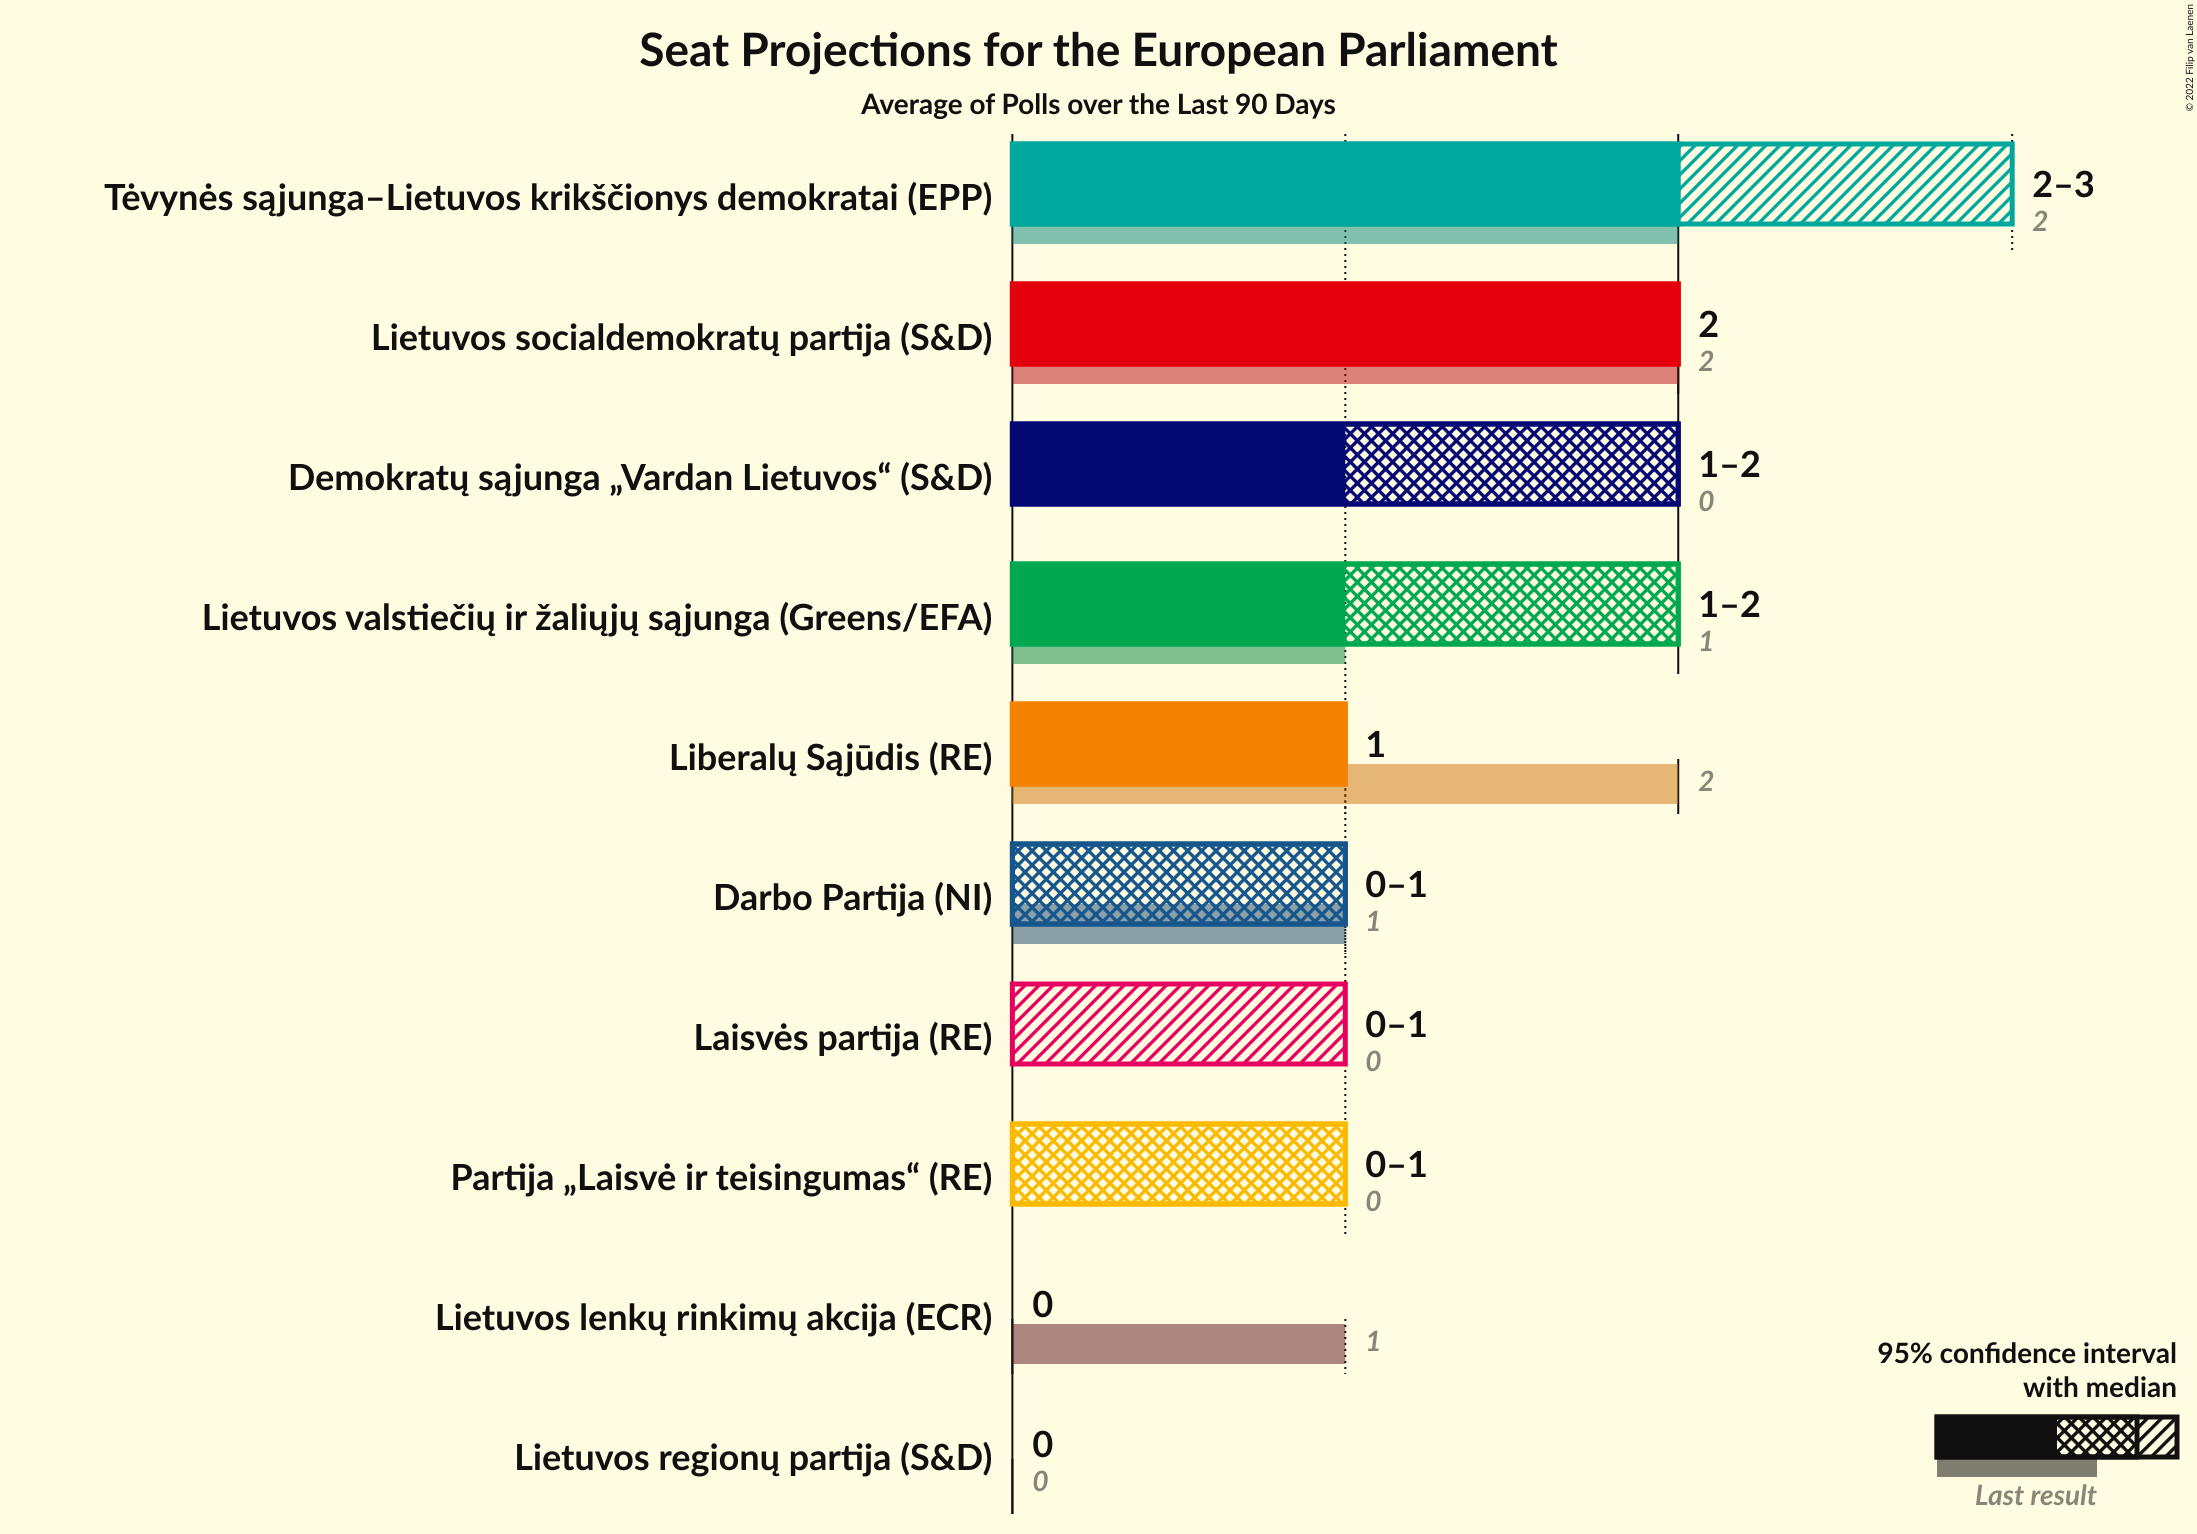 Seat Projections for the European Parliament
Average of Polls over the Last 90 Days
© 2022 Filip van Laenen
Tėvynės sąjunga–Lietuvos krikščionys demokratai (EPP)
2–3
2
Lietuvos socialdemokratų partija (S&D)
2
2
Demokratų sąjunga „Vardan Lietuvos“ (S&D)
1–2
0
Lietuvos valstiečių ir žaliųjų sąjunga (Greens/EFA)
1–2
1
Liberalų Sąjūdis (RE)
1
2
Darbo Partija (NI)
0–1
1
Laisvės partija (RE)
0–1
0
Partija „Laisvė ir teisingumas“ (RE)
0–1
0
Lietuvos lenkų rinkimų akcija (ECR)
0
1
Lietuvos regionų partija (S&D)
0
0
95% confidence interval
with median
Last result